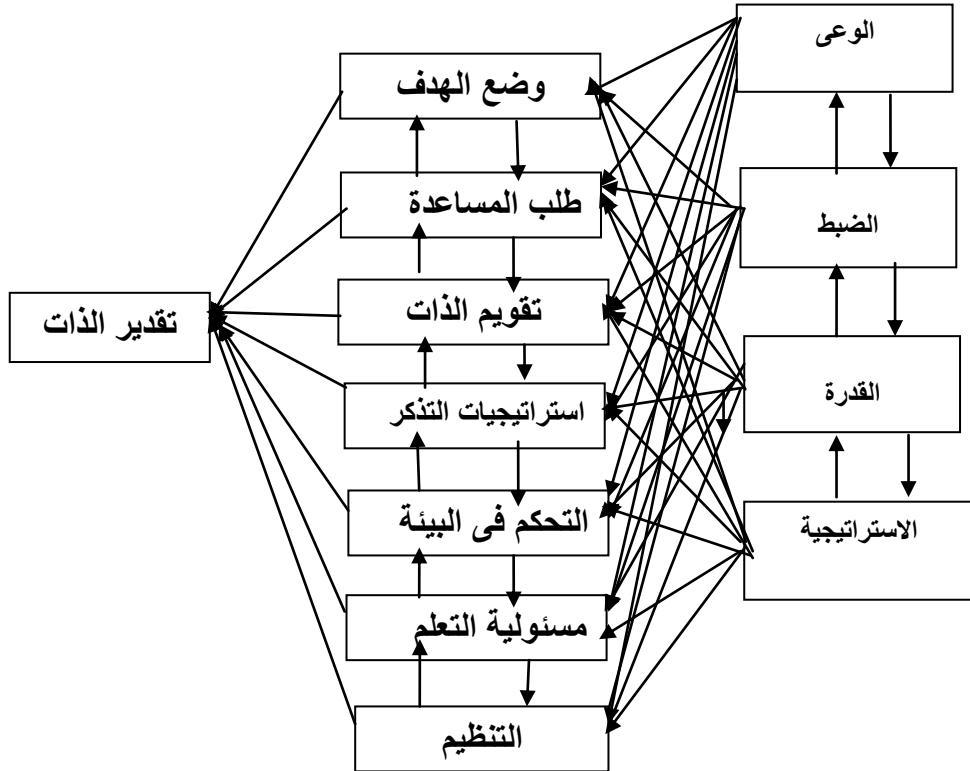 الوعى
الضبط
القدرة
الاستراتيجية
وضع الهدف
طلب المساعدة
تقويم الذات
استراتيجيات التذكر
التحكم فى البيئة
مسئولية التعلم
التنظيم
تقدير الذات